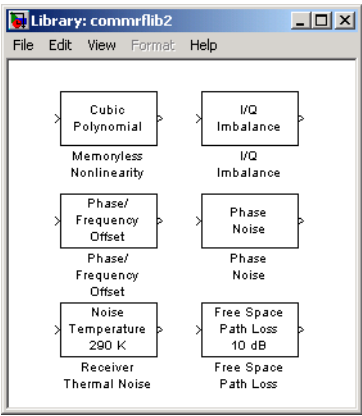 Library: commrflib2
File Edit View Format Help
Cubic
Polynomial
Memoryless
Nonlinearity
I/Q
Imbalance
I/Q
Imbalance
Phase/
Frequency
Offset
Phase/
Frequency
Offset
Phase
Noise
Phase
Noise
Noise
Temperature
290 K
Receiver
Thermal Noise
Free Space
Path Loss
10 dB
Free Space
Path Loss